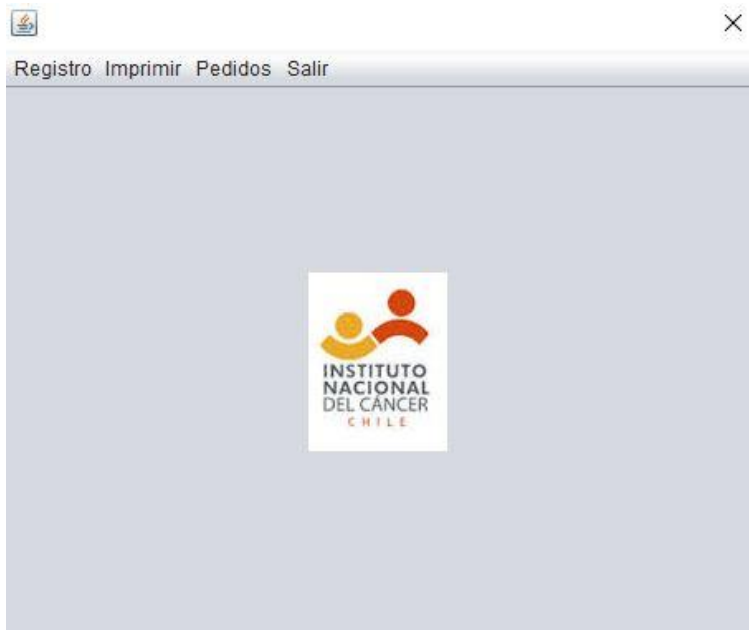 Registro Imprimir Pedidos Salir
INSTITUTO
NACIONAL
DEL CÁNCER
CHILE